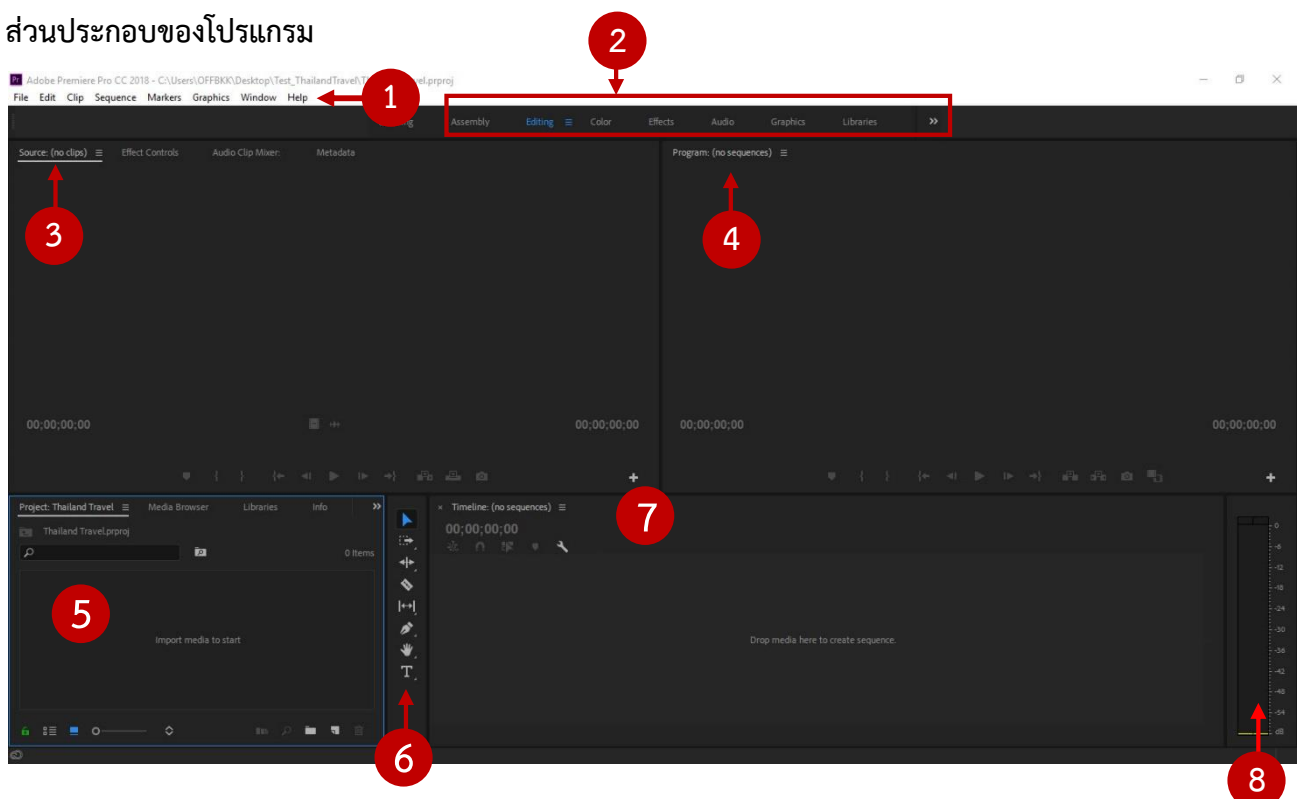 ส่วนประกอบของโปรแกรม
2
Adobe Premiere Pro CC 2018 - C:\Users\OFFBKK\Desktop\Test_ThailandTravel\
File Edit Clip Sequence Markers Graphics Window Help
1
Assembly Editing Color Effects Audio Graphics Libraries
Source: (no clips) Effect Controls Audio Clip Mixer: Metadata
Program: (no sequences)
3
4
00;00;00;00 00;00;00;00
00;00;00;00 00;00;00;00
Project: Thailand Travel Media Browser Libraries Info
Thailand Travel.prproj
0 Items
5
Import media to start
6
Timeline: (no sequences)
7
00;00;00;00
Drop media here to create sequence.
0
-6
-12
-18
-24
-30
-36
-42
-48
-54
dB
8